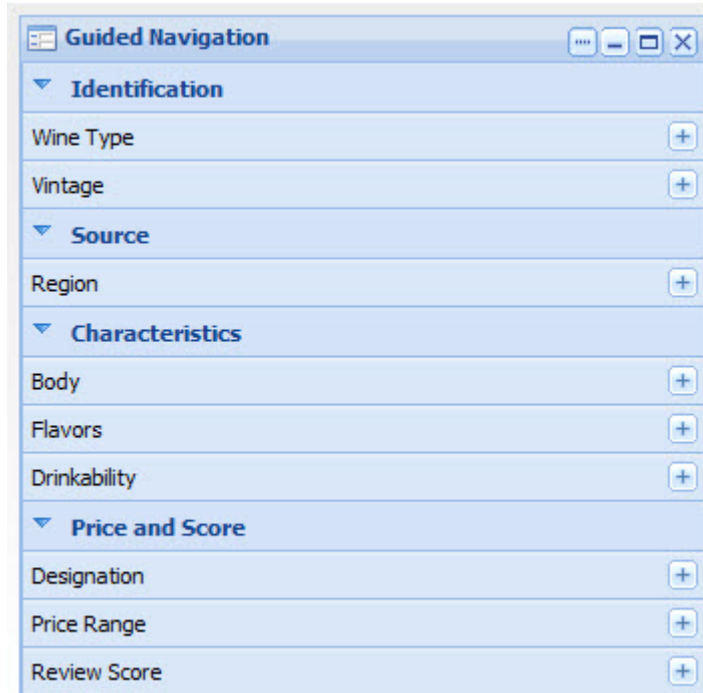 Guided Navigation
Identification
Wine Type
Vintage
Source
Region
Characteristics
Body
Flavors
Drinkability
Price and Score
Designation
Price Range
Review Score